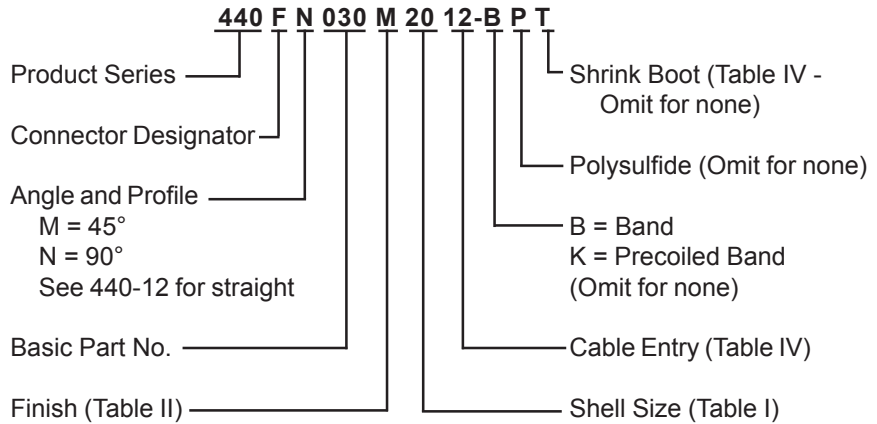 440 F N 030 M 20 12-B P T
Product Series
Connector Designator
Angle and Profile
M = 45°
N = 90°
See 440-12 for straight
Basic Part No.
Finish (Table II)
Shrink Boot (Table IV -
Omit for none)
Polysulfide (Omit for none)
B = Band
K = Precoiled Band
(Omit for none)
Cable Entry (Table IV)
Shell Size (Table I)